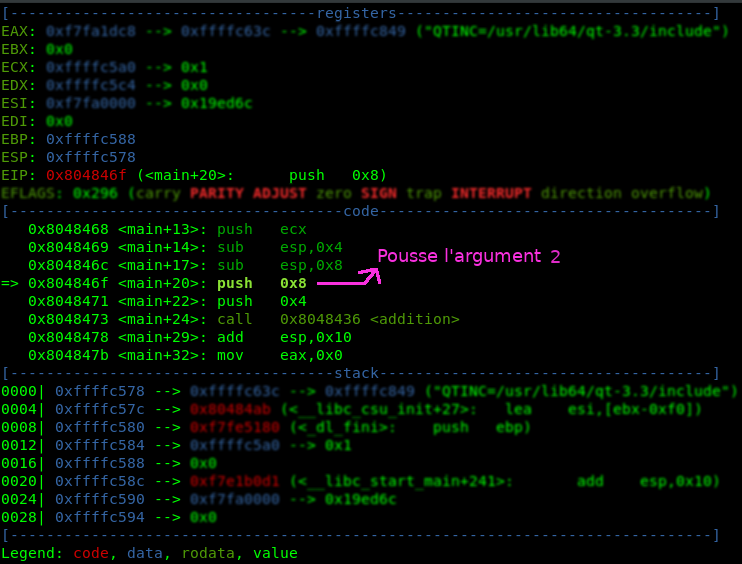 [----------------------------------registers-----------------------------------]
EAX: 0xf7fa1dc8 --> 0xffffc63c --> 0xffffc849 ("QTINC=/usr/lib64/qt-3.3/include")
EBX: 0x0
ECX: 0xffffc5a0 --> 0x1
EDX: 0xffffc5c4 --> 0x0
ESI: 0xf7fa0000 --> 0x19ed6c
EDI: 0x0
EBP: 0xffffc588
ESP: 0xffffc578
EIP: 0x804846f (<main+20>:      push   0x8)
EFLAGS: 0x296 (carry PARITY ADJUST zero SIGN trap INTERRUPT direction overflow)
[-------------------------------------code-------------------------------------]
   0x8048468 <main+13>: push   ecx
   0x8048469 <main+14>: sub    esp,0x4
   0x804846c <main+17>: sub    esp,0x8
=> 0x804846f <main+20>: push   0x8
Pousse l'argument 2
   0x8048471 <main+22>: push   0x4
   0x8048473 <main+24>: call   0x8048436 <addition>
   0x8048478 <main+29>: add    esp,0x10
   0x804847b <main+32>: mov    eax,0x0
[------------------------------------stack-------------------------------------]
0000| 0xffffc578 --> 0xffffc63c --> 0xffffc849 ("QTINC=/usr/lib64/qt-3.3/include")
0004| 0xffffc57c --> 0x80484ab (<__libc_csu_init+27>:   lea    esi,[ebx-0xf0])
0008| 0xffffc580 --> 0xf7fe5180 (<_dl_fini>:    push   ebp)
0012| 0xffffc584 --> 0xffffc5a0 --> 0x1
0016| 0xffffc588 --> 0x0
0020| 0xffffc58c --> 0xf7e1b0d1 (<__libc_start_main+241>:       add    esp,0x10)
0024| 0xffffc590 --> 0xf7fa0000 --> 0x19ed6c
0028| 0xffffc594 --> 0x0
[------------------------------------------------------------------------------]
Legend: code, data, rodata, value